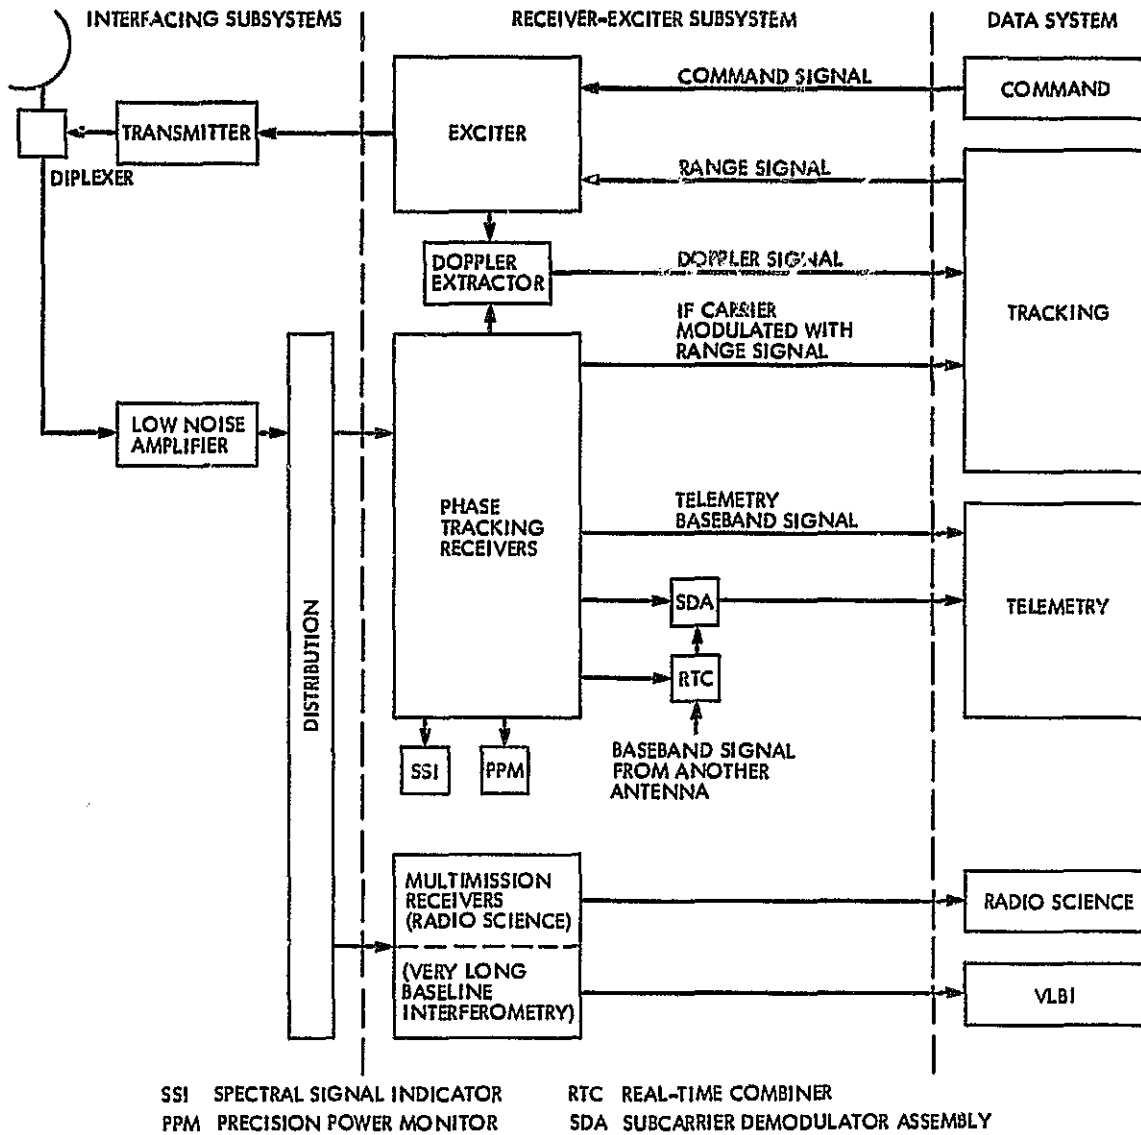 INTERFACING SUBSYSTEMS
RECEIVER-EXCITER SUBSYSTEM
DATA SYSTEM
COMMAND SIGNAL
COMMAND
TRANSMITTER
EXCITER
DIPLEXER
RANGE SIGNAL
DOPPLER
EXTRACTOR
DOPPLER SIGNAL
IF CARRIER
MODULATED WITH
RANGE SIGNAL
TRACKING
LOW NOISE
AMPLIFIER
PHASE
TRACKING
RECEIVERS
TELEMETRY
BASEBAND SIGNAL
SDA
TELEMETRY
RTC
DISTRIBUTION
SSI
PPM
BASEBAND SIGNAL
FROM ANOTHER
ANTENNA
MULTIMISSION
RECEIVERS
(RADIO SCIENCE)
RADIO SCIENCE
(VERY LONG
BASELINE
INTERFEROMETRY)
VLBI
SSI SPECTRAL SIGNAL INDICATOR
RTC REAL-TIME COMBINER
PPM PRECISION POWER MONITOR
SDA SUBCARRIER DEMODULATOR ASSEMBLY